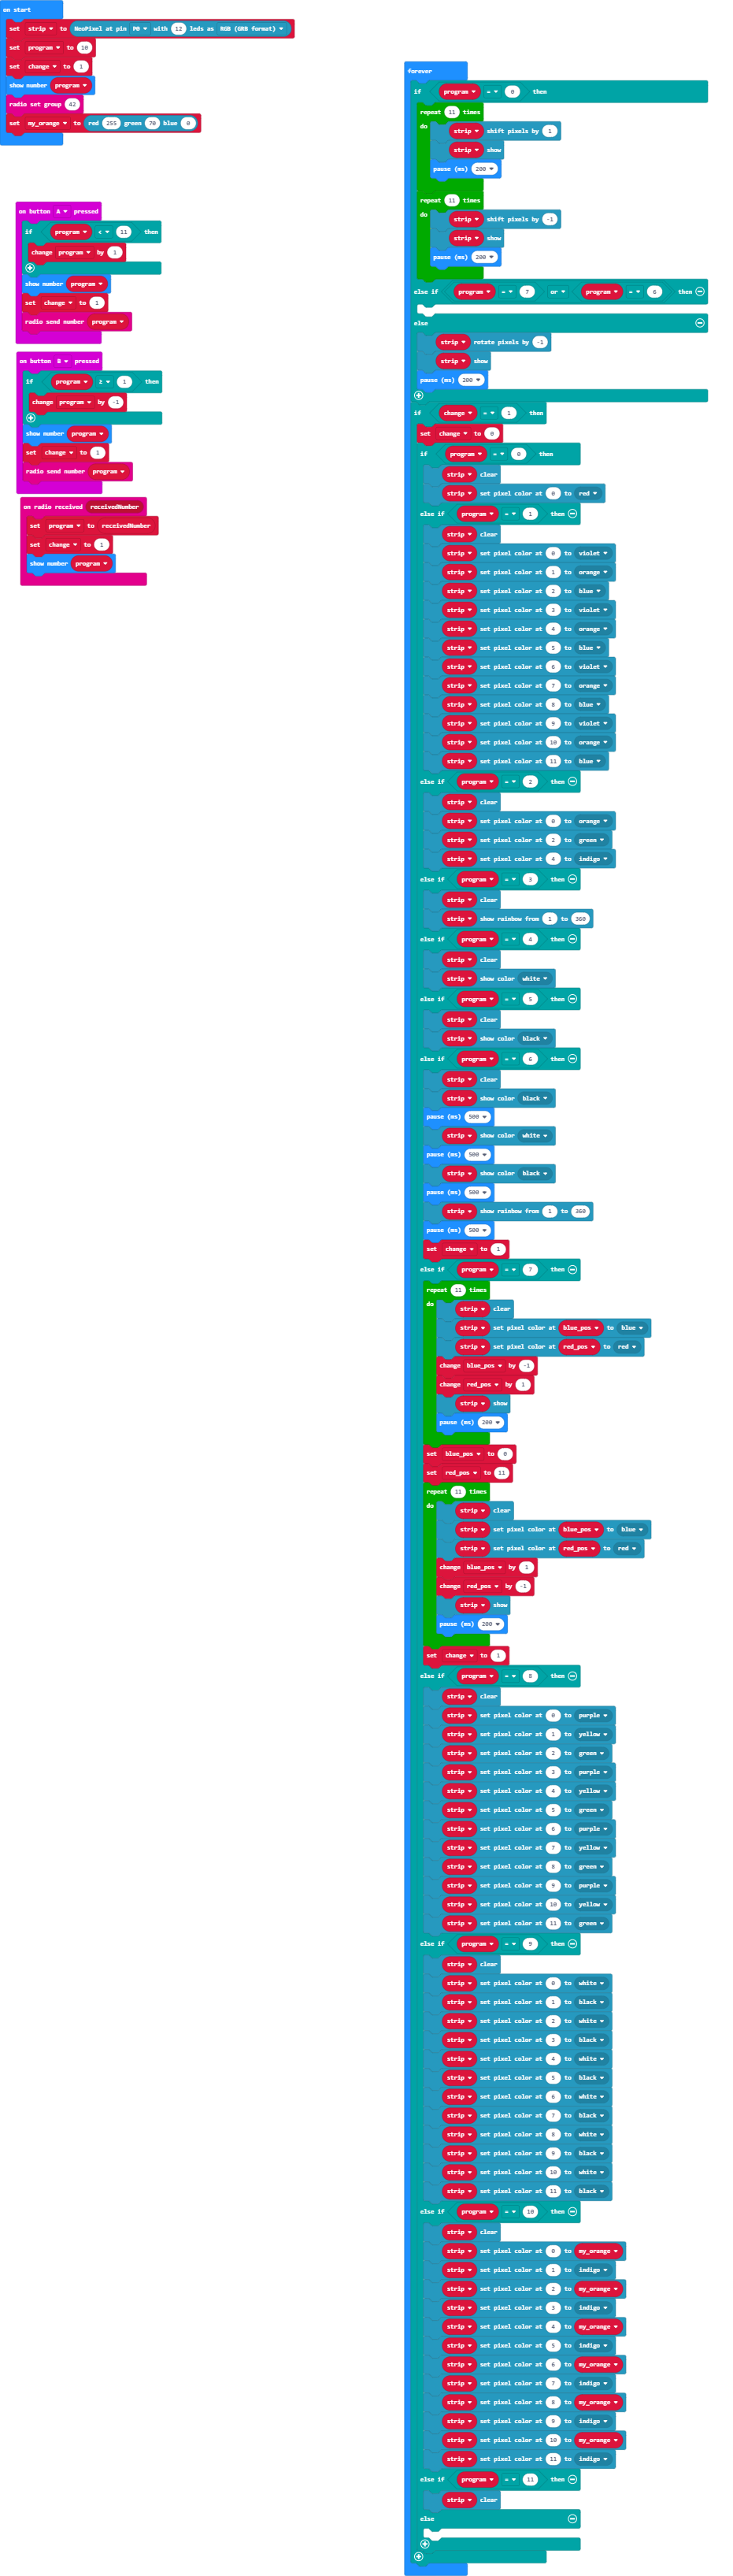 on start
set strip to NeoPixel at pin P0 with 12 leds as RGB (GRB format)
set program to 10
set change to 1
show number program
radio set group 42
set my_orange to red 255 green 70 blue 0
on button A pressed
if program < 11 then
change program by 1
show number program
set change to 1
radio send number program
on button B pressed
if program ≥ 1 then
change program by -1
show number program
set change to 1
radio send number program
on radio received receivedNumber
set program to receivedNumber
set change to 1
show number program
forever
if program = 0 then
repeat 11 times
do strip shift pixels by 1
strip show
pause (ms) 200
repeat 11 times
do strip shift pixels by -1
strip show
pause (ms) 200
else if program = 7 or program = 6 then
else
strip rotate pixels by -1
strip show
pause (ms) 200
if change = 1 then
set change to 0
if program = 0 then
strip clear
strip set pixel color at 0 to red
else if program = 1 then
strip clear
strip set pixel color at 0 to violet
strip set pixel color at 1 to orange
strip set pixel color at 2 to blue
strip set pixel color at 3 to violet
strip set pixel color at 4 to orange
strip set pixel color at 5 to blue
strip set pixel color at 6 to violet
strip set pixel color at 7 to orange
strip set pixel color at 8 to blue
strip set pixel color at 9 to violet
strip set pixel color at 10 to orange
strip set pixel color at 11 to blue
else if program = 2 then
strip clear
strip set pixel color at 0 to orange
strip set pixel color at 2 to green
strip set pixel color at 4 to indigo
else if program = 3 then
strip clear
strip show rainbow from 1 to 360
else if program = 4 then
strip clear
strip show color white
else if program = 5 then
strip clear
strip show color black
else if program = 6 then
strip clear
strip show color black
pause (ms) 500
strip show color white
pause (ms) 500
strip show color black
pause (ms) 500
strip show rainbow from 1 to 360
pause (ms) 500
set change to 1
else if program = 7 then
repeat 11 times
do strip clear
strip set pixel color at blue_pos to blue
strip set pixel color at red_pos to red
change blue_pos by -1
change red_pos by 1
strip show
pause (ms) 200
set blue_pos to 0
set red_pos to 11
repeat 11 times
do strip clear
strip set pixel color at blue_pos to blue
strip set pixel color at red_pos to red
change blue_pos by 1
change red_pos by -1
strip show
pause (ms) 200
set change to 1
else if program = 8 then
strip clear
strip set pixel color at 0 to purple
strip set pixel color at 1 to yellow
strip set pixel color at 2 to green
strip set pixel color at 3 to purple
strip set pixel color at 4 to yellow
strip set pixel color at 5 to green
strip set pixel color at 6 to purple
strip set pixel color at 7 to yellow
strip set pixel color at 8 to green
strip set pixel color at 9 to purple
strip set pixel color at 10 to yellow
strip set pixel color at 11 to green
else if program = 9 then
strip clear
strip set pixel color at 0 to white
strip set pixel color at 1 to black
strip set pixel color at 2 to white
strip set pixel color at 3 to black
strip set pixel color at 4 to white
strip set pixel color at 5 to black
strip set pixel color at 6 to white
strip set pixel color at 7 to black
strip set pixel color at 8 to white
strip set pixel color at 9 to black
strip set pixel color at 10 to white
strip set pixel color at 11 to black
else if program = 10 then
strip clear
strip set pixel color at 0 to my_orange
strip set pixel color at 1 to indigo
strip set pixel color at 2 to my_orange
strip set pixel color at 3 to indigo
strip set pixel color at 4 to my_orange
strip set pixel color at 5 to indigo
strip set pixel color at 6 to my_orange
strip set pixel color at 7 to indigo
strip set pixel color at 8 to my_orange
strip set pixel color at 9 to indigo
strip set pixel color at 10 to my_orange
strip set pixel color at 11 to indigo
else if program = 11 then
strip clear
else